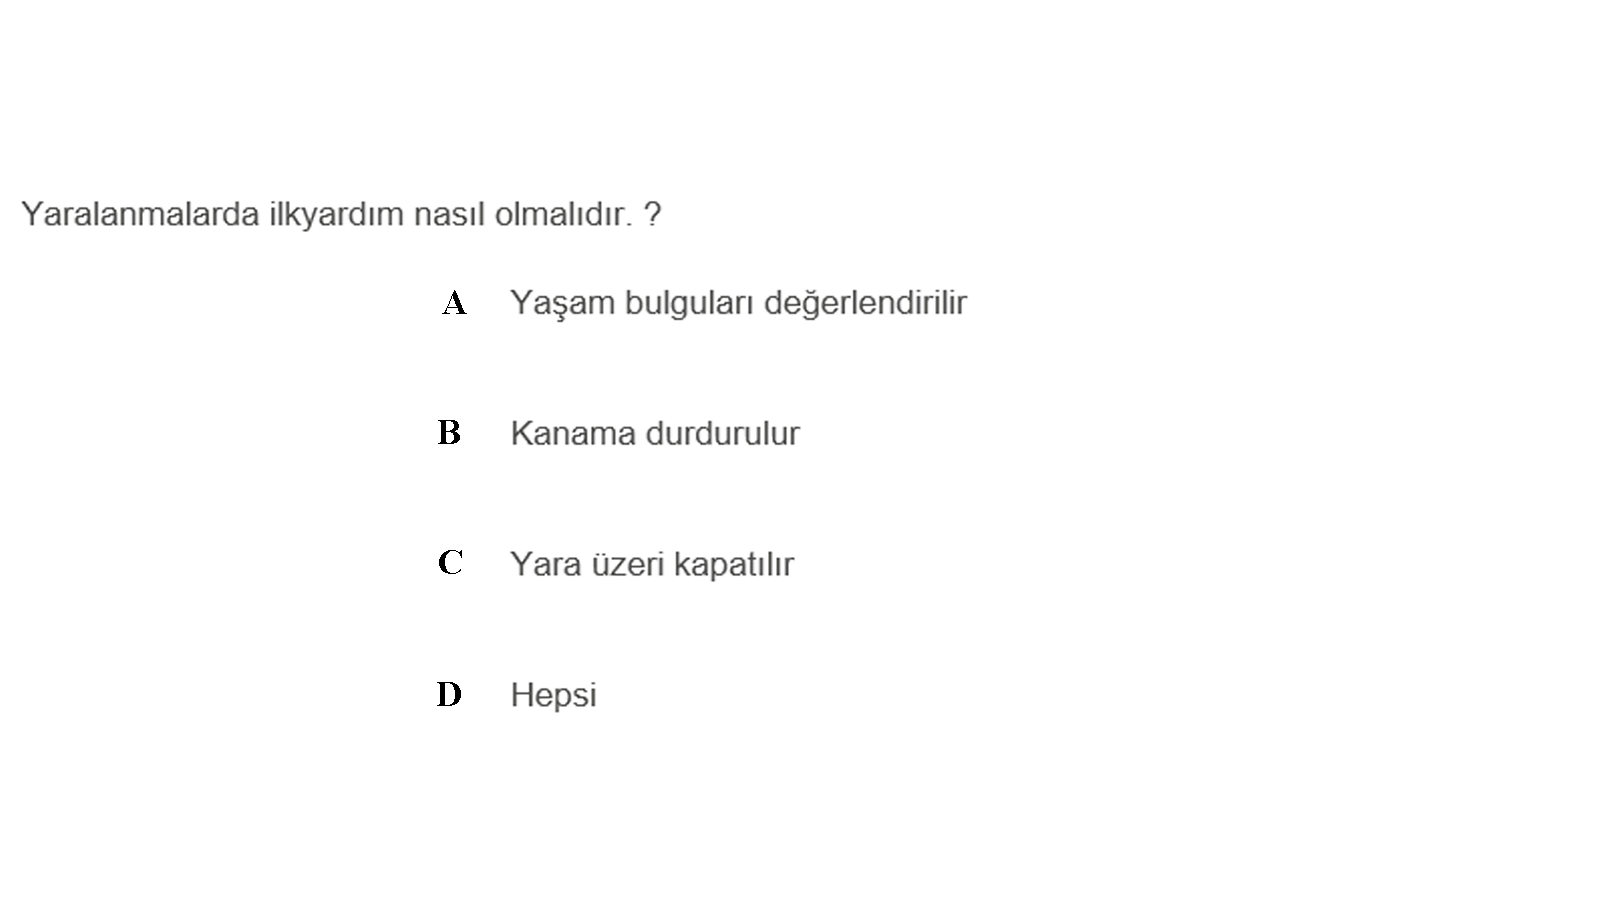 Yaralanmalarda ilkyardım nasıl olmalıdır. ?
A Yaşam bulguları değerlendirilir
B Kanama durdurulur
C Yara üzeri kapatılır
D Hepsi